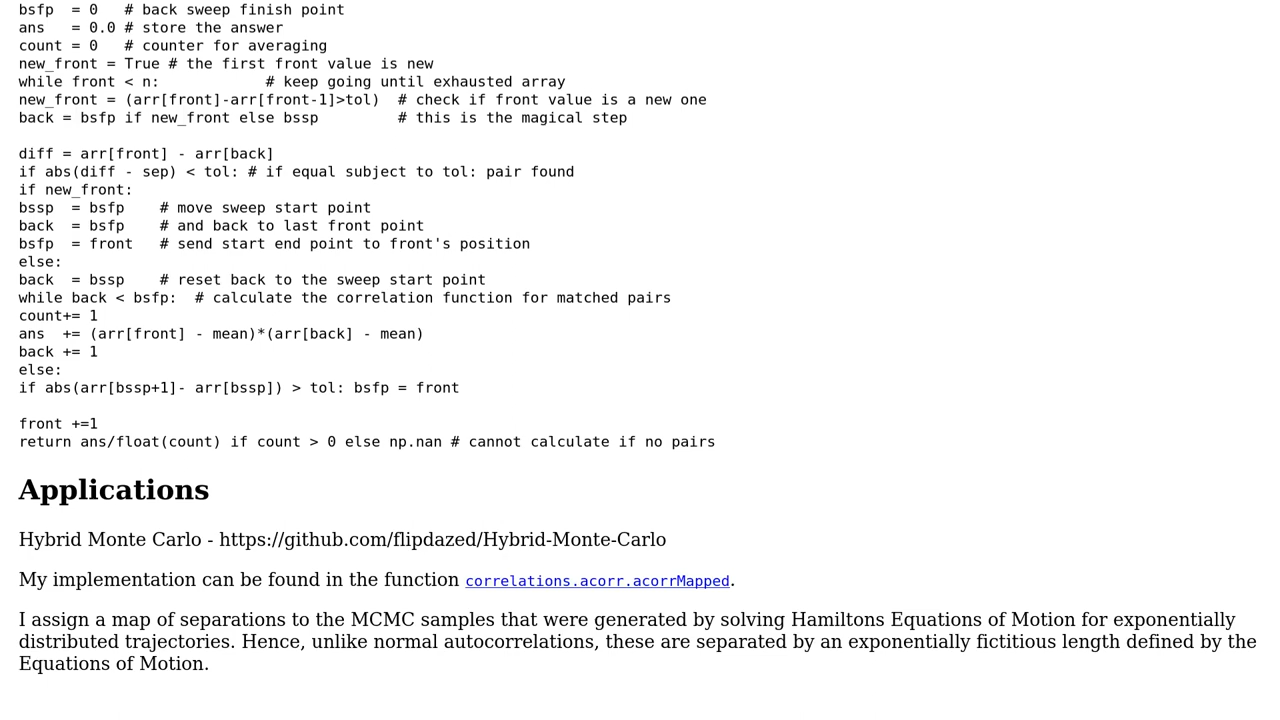 bsfp  = 0   # back sweep finish point
ans   = 0.0 # store the answer
count = 0   # counter for averaging
new_front = True # the first front value is new
while front < n:            # keep going until exhausted array
new_front = (arr[front]-arr[front-1]>tol)  # check if front value is a new one
back = bsfp if new_front else bssp         # this is the magical step

diff = arr[front] - arr[back]
if abs(diff - sep) < tol: # if equal subject to tol: pair found
if new_front:
bssp  = bsfp    # move sweep start point
back  = bsfp    # and back to last front point
bsfp  = front   # send start end point to front's position
else:
back  = bssp    # reset back to the sweep start point
while back < bsfp:  # calculate the correlation function for matched pairs
count+= 1
ans  += (arr[front] - mean)*(arr[back] - mean)
back += 1
else:
if abs(arr[bssp+1]- arr[bssp]) > tol: bsfp = front

front +=1
return ans/float(count) if count > 0 else np.nan # cannot calculate if no pairs
Applications
Hybrid Monte Carlo - https://github.com/flipdazed/Hybrid-Monte-Carlo
My implementation can be found in the function correlations.acorr.acorrMapped.
I assign a map of separations to the MCMC samples that were generated by solving Hamiltons Equations of Motion for exponentially
distributed trajectories. Hence, unlike normal autocorrelations, these are separated by an exponentially fictitious length defined by the
Equations of Motion.